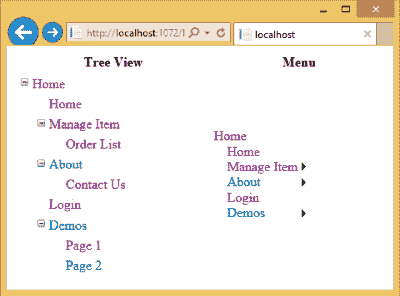 http://localhost:1072/I
localhost
Tree View
Home
Home
Manage Item
Order List
About
Contact Us
Login
Demos
Page 1
Page 2
Menu
Home
Home
Manage Item
About
Login
Demos